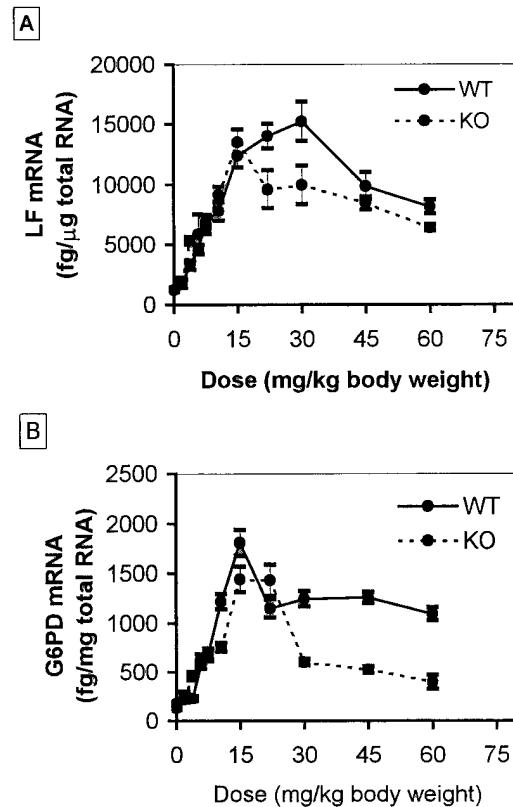 A
20000
15000
10000
5000
0
LF mRNA
(fg/µg total RNA)
WT
KO
0 15 30 45 60 75
Dose (mg/kg body weight)
B
2500
2000
1500
1000
500
0
G6PD mRNA
(fg/mg total RNA)
WT
KO
0 15 30 45 60 75
Dose (mg/kg body weight)